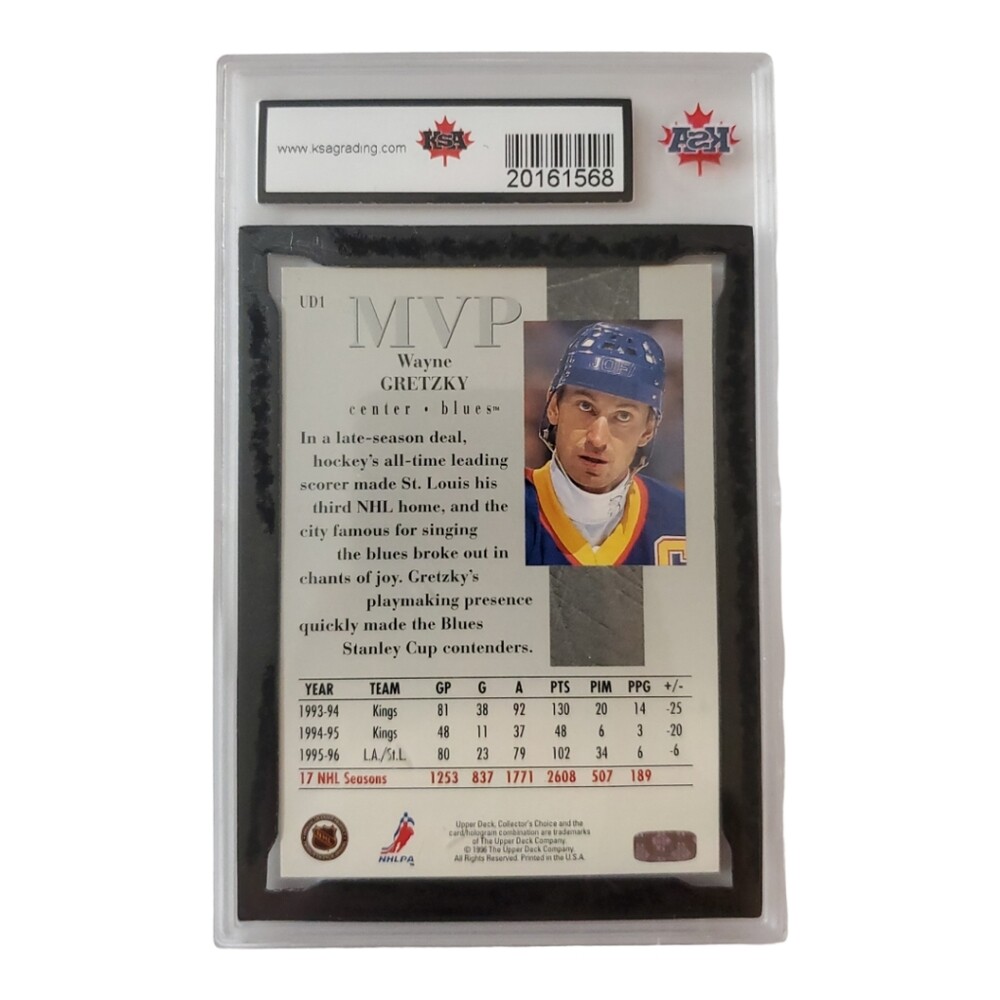 www.ksagrading.com KSA
20161568
KSA
UD1
MVP
Wayne
GRETZKY
center • blues™
In a late-season deal,
hockey's all-time leading
scorer made St. Louis his
third NHL home, and the
city famous for singing
the blues broke out in
chants of joy. Gretzky's
playmaking presence
quickly made the Blues
Stanley Cup contenders.
YEAR TEAM GP G A PTS PIM PPG +/-
1993-94 Kings 81 38 92 130 20 14 -25
1994-95 Kings 48 11 37 48 6 3 -20
1995-96 L.A./St.L. 80 23 79 102 34 6 -6
17 NHL Seasons 1253 837 1771 2608 507 189
NHL
NHLPA
Upper Deck, Collector's Choice and the
card/hologram combination are trademarks
of The Upper Deck Company.
© 1996 The Upper Deck Company.
All Rights Reserved. Printed in the U.S.A.